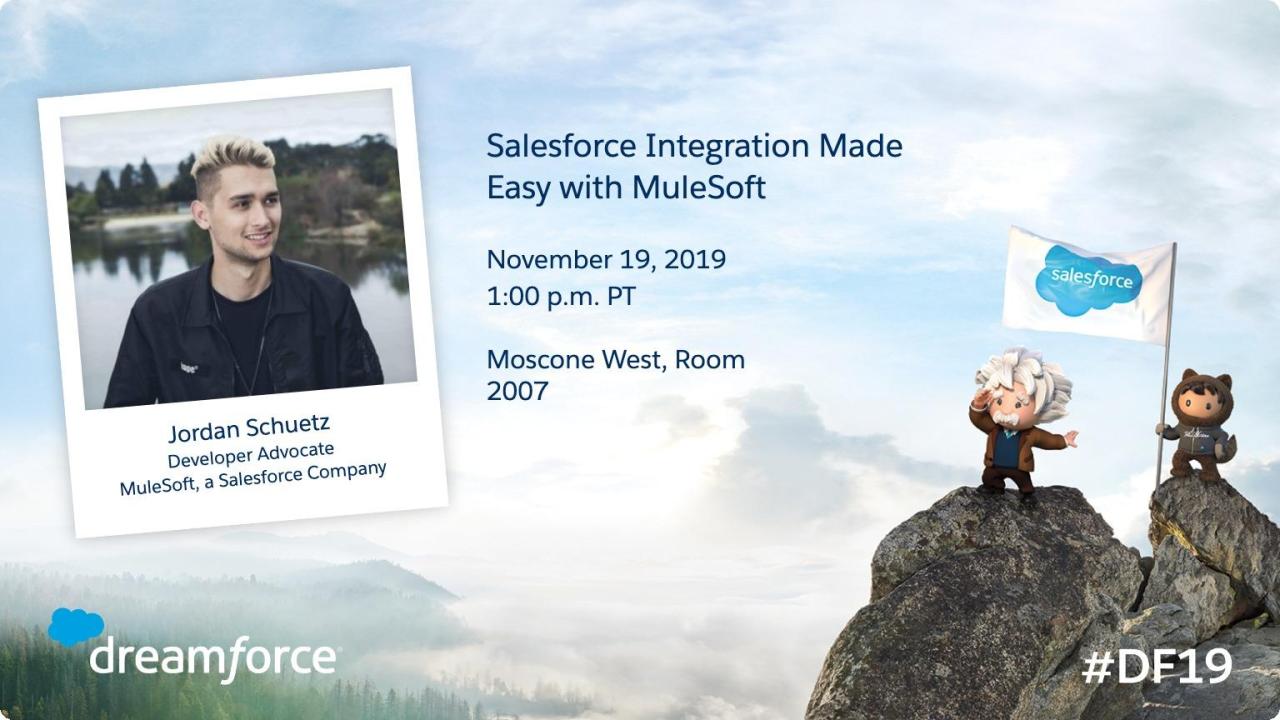 Salesforce Integration Made
Easy with MuleSoft
November 19, 2019
1:00 p.m. PT
Moscone West, Room
2007
Jordan Schuetz
Developer Advocate
MuleSoft, a Salesforce Company
salesforce
dreamforce
#DF19